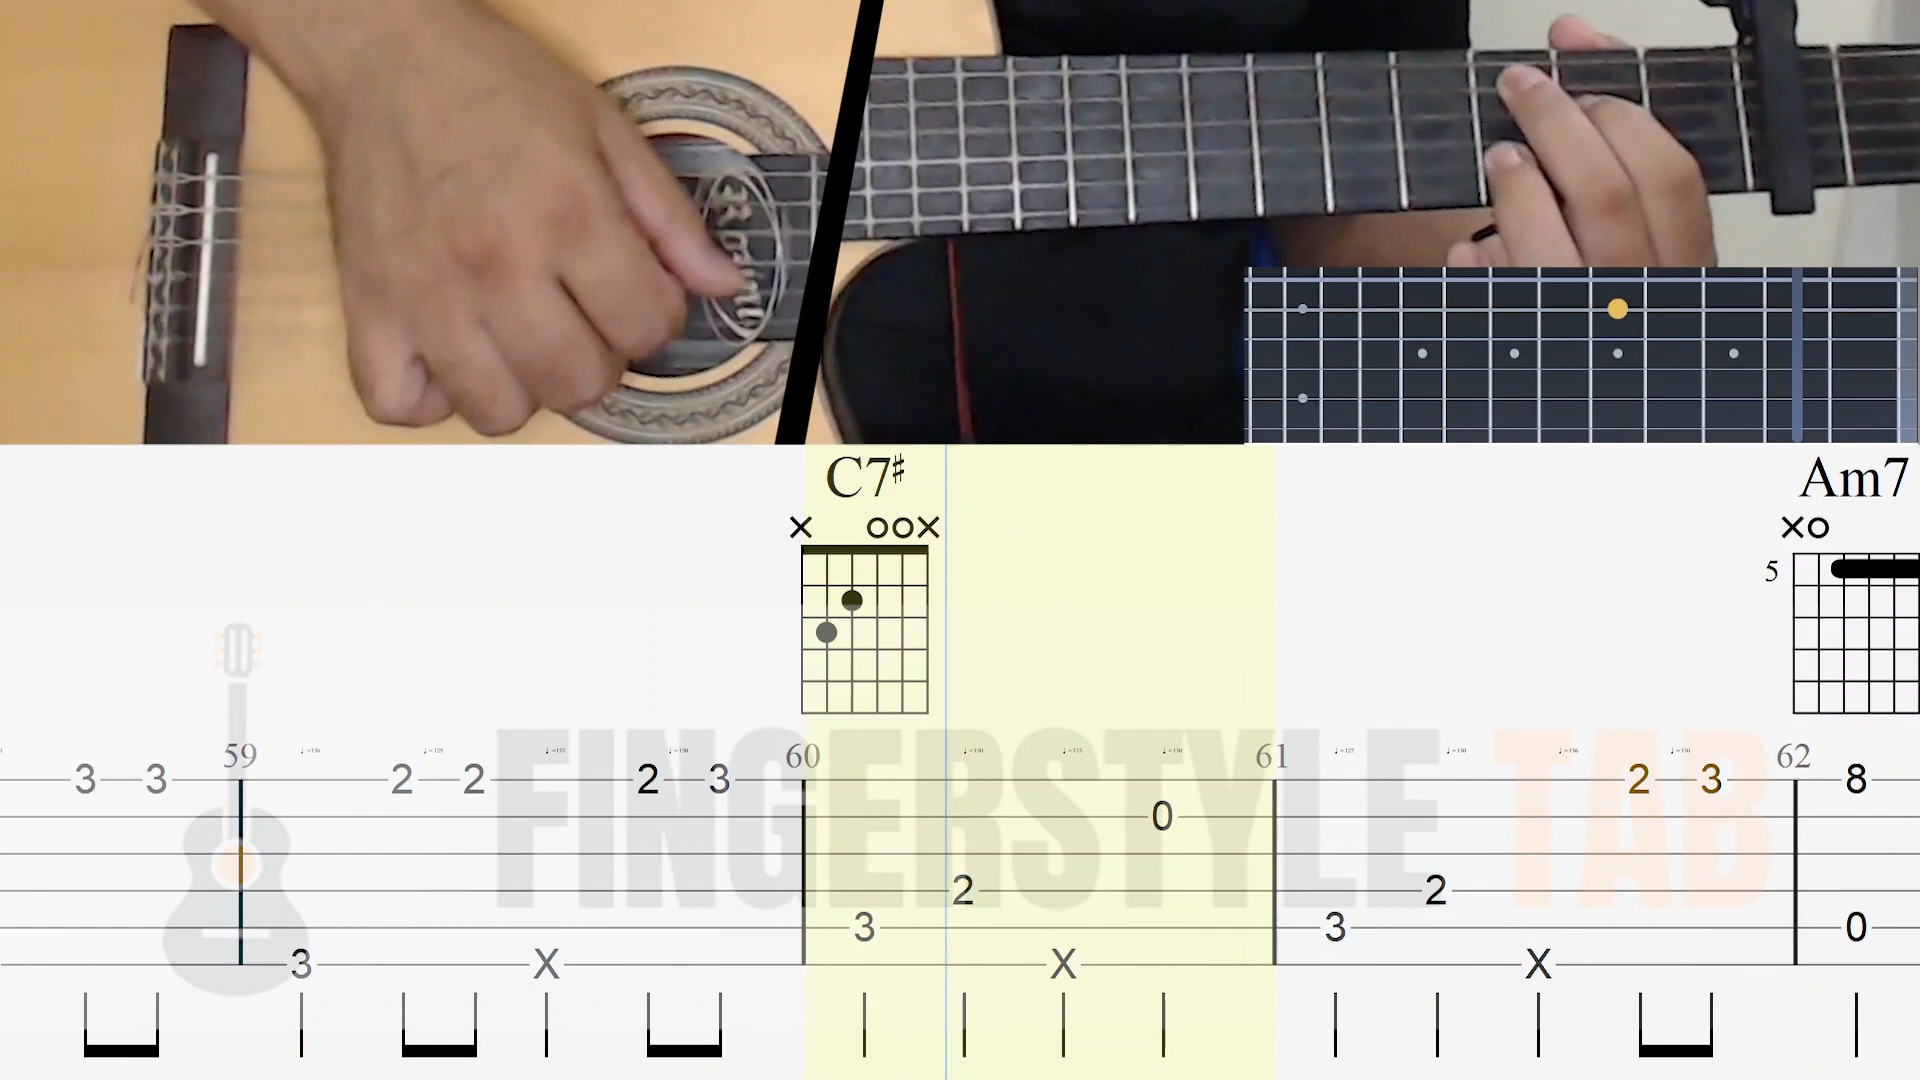 C7♯
Am7
5
59
60
61
62
FINGERSTYLE TAB
3 3 2 2 2 3 2 3 8
0
2 2
3 3 0
3 X X X